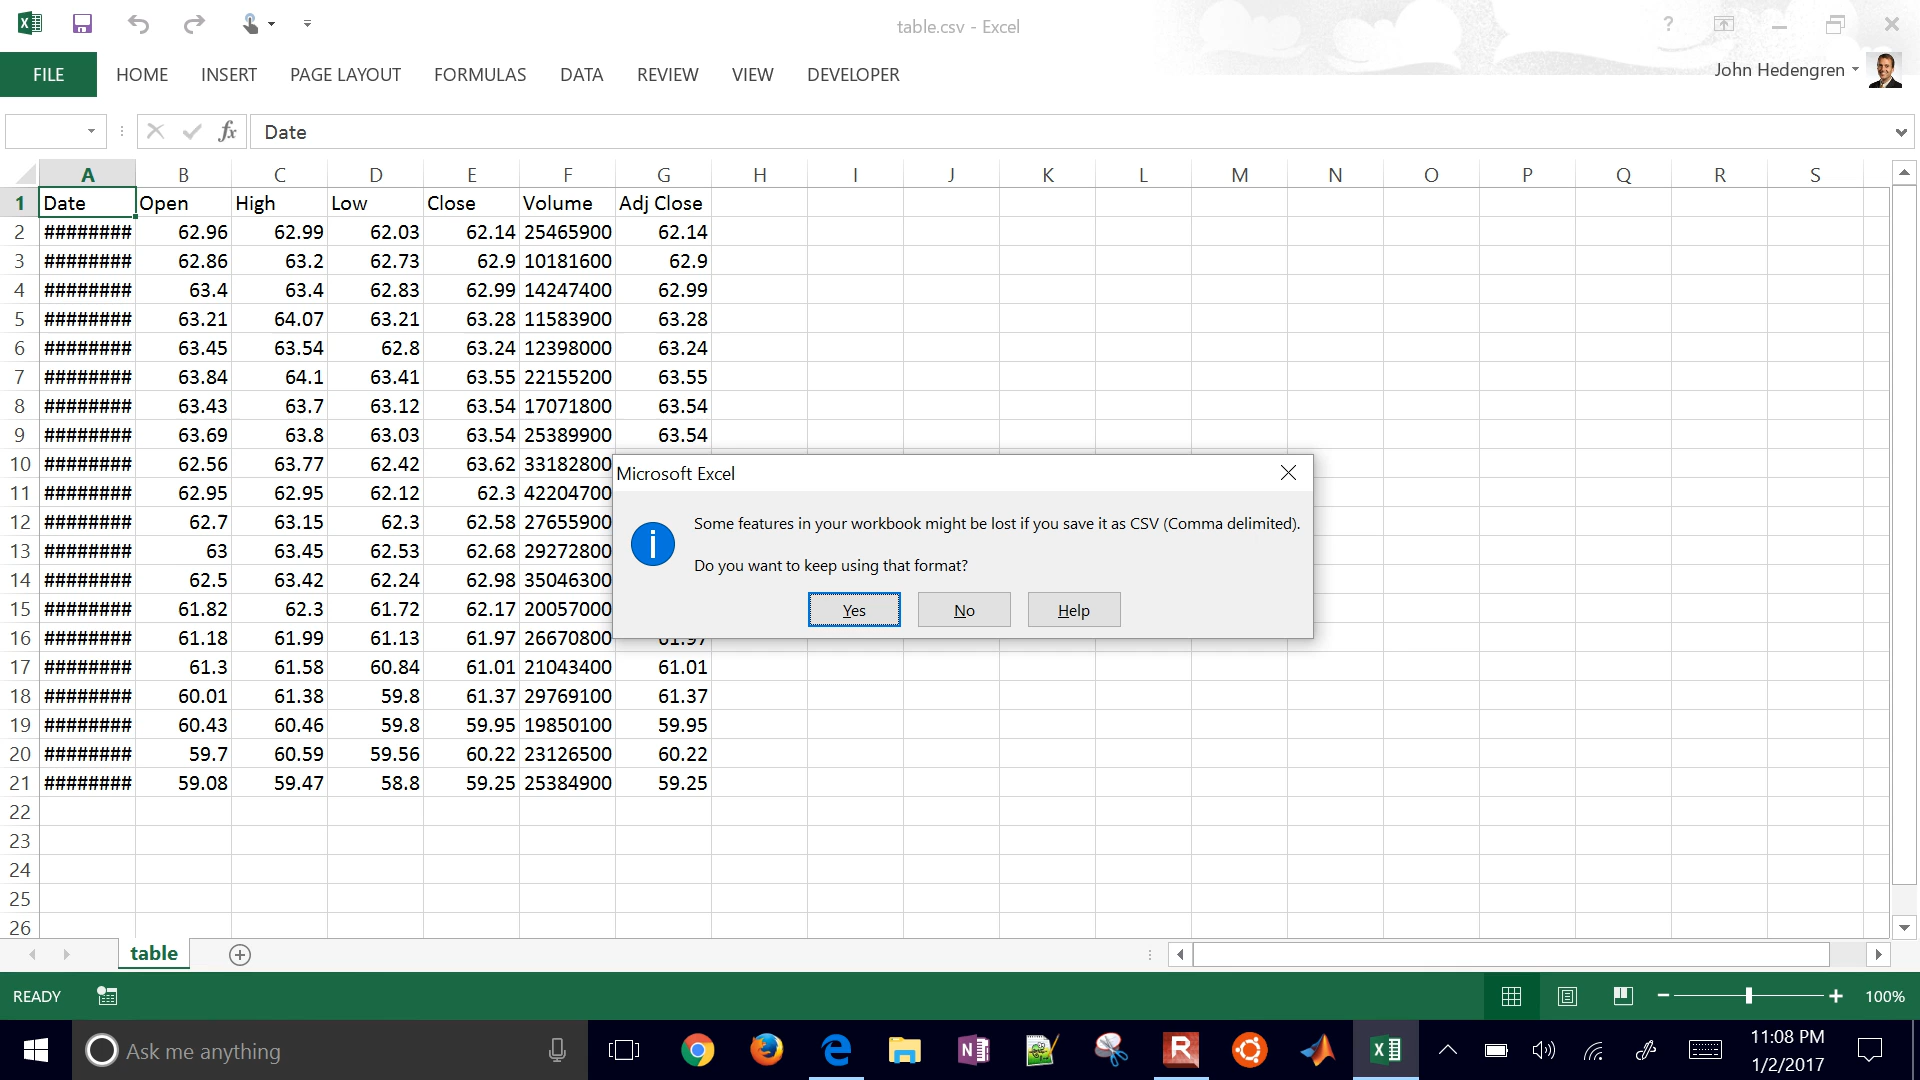 table.csv - Excel
?
FILE HOME INSERT PAGE LAYOUT FORMULAS DATA REVIEW VIEW DEVELOPER
John Hedengren
fx Date
A B C D E F G H I J K L M N O P Q R S
1 Date Open High Low Close Volume Adj Close
2 ######## 62.96 62.99 62.03 62.14 25465900 62.14
3 ######## 62.86 63.2 62.73 62.9 10181600 62.9
4 ######## 63.4 63.4 62.83 62.99 14247400 62.99
5 ######## 63.21 64.07 63.21 63.28 11583900 63.28
6 ######## 63.45 63.54 62.8 63.24 12398000 63.24
7 ######## 63.84 64.1 63.41 63.55 22155200 63.55
8 ######## 63.43 63.7 63.12 63.54 17071800 63.54
9 ######## 63.69 63.8 63.03 63.54 25389900 63.54
10 ######## 62.56 63.77 62.42 63.62 33182800
11 ######## 62.95 62.95 62.12 62.3 42204700
12 ######## 62.7 63.15 62.3 62.58 27655900
13 ######## 63 63.45 62.53 62.68 29272800
14 ######## 62.5 63.42 62.24 62.98 35046300
15 ######## 61.82 62.3 61.72 62.17 20057000
16 ######## 61.18 61.99 61.13 61.97 26670800 61.97
17 ######## 61.3 61.58 60.84 61.01 21043400 61.01
18 ######## 60.01 61.38 59.8 61.37 29769100 61.37
19 ######## 60.43 60.46 59.8 59.95 19850100 59.95
20 ######## 59.7 60.59 59.56 60.22 23126500 60.22
21 ######## 59.08 59.47 58.8 59.25 25384900 59.25
22
23
24
25
26
Microsoft Excel
Some features in your workbook might be lost if you save it as CSV (Comma delimited).
Do you want to keep using that format?
Yes No Help
table
READY
100%
Ask me anything
11:08 PM
1/2/2017